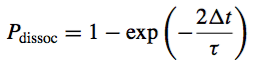 P_dissoc = 1 − exp(−2Δt/τ)